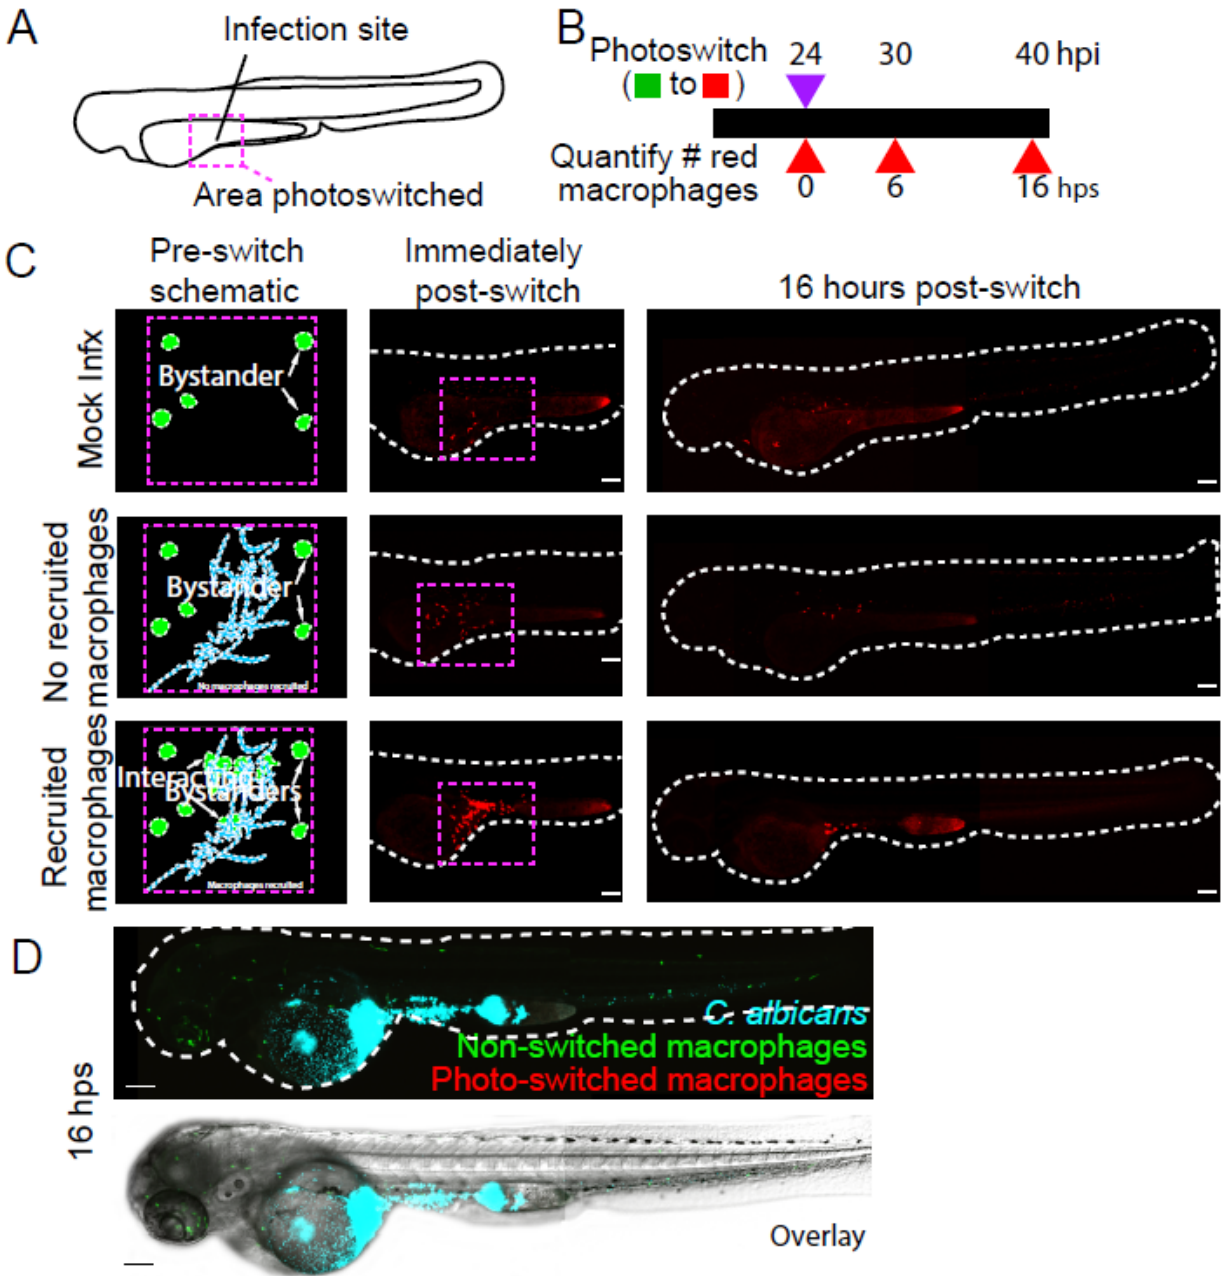 A
Infection site
Area photoswitched
B
Photoswitch
( to )
24 30 40 hpi
Quantify # red
macrophages
0 6 16 hps
C
Pre-switch
schematic
Immediately
post-switch
16 hours post-switch
Mock Infx
Bystander
No recruited
macrophages
Bystander
No macrophages recruited
Recruited
macrophages
Interacting
Bystanders
Macrophages recruited
D
16 hps
C. albicans
Non-switched macrophages
Photo-switched macrophages
Overlay